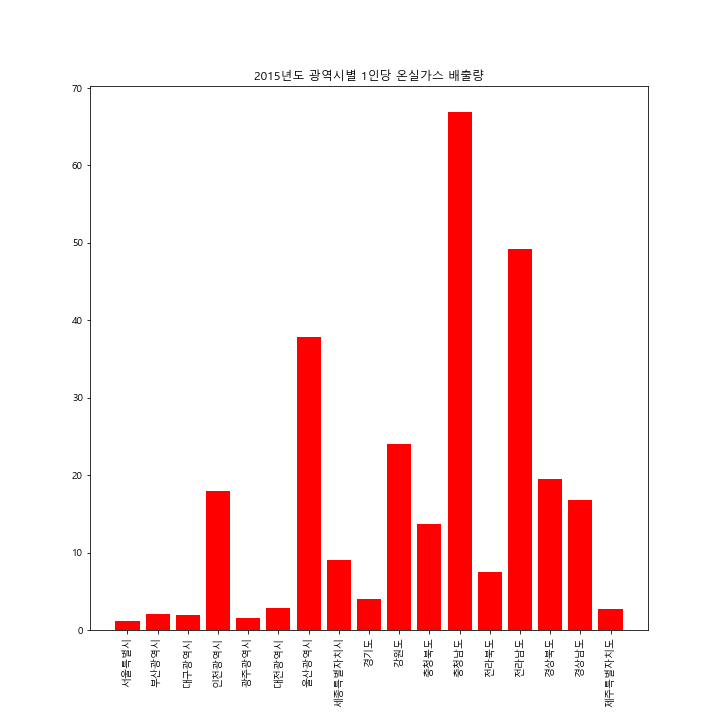 2015년도 광역시별 1인당 온실가스 배출량
70
60
50
40
30
20
10
0
서울특별시
부산광역시
대구광역시
인천광역시
광주광역시
대전광역시
울산광역시
세종특별자치시
경기도
강원도
충청북도
충청남도
전라북도
전라남도
경상북도
경상남도
제주특별자치도